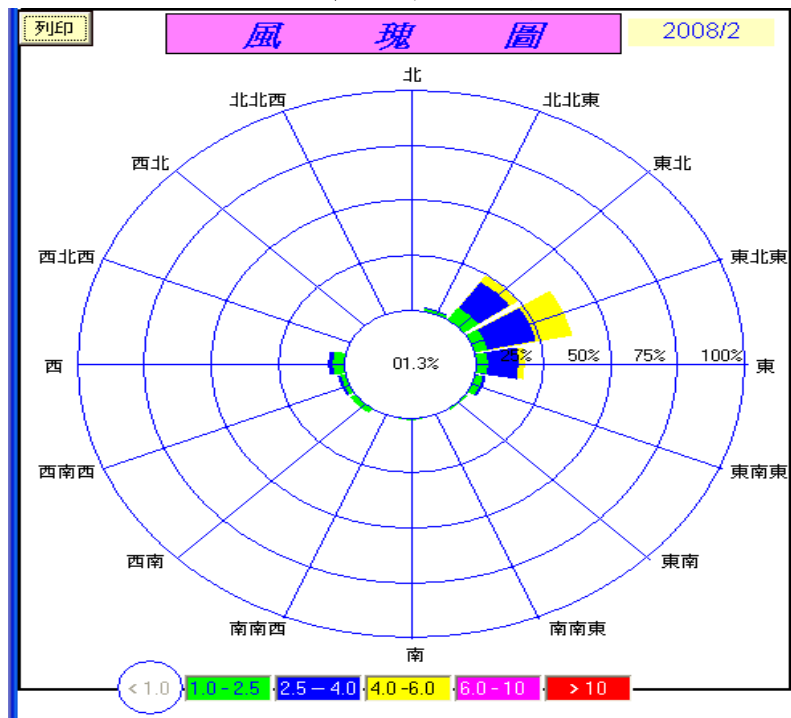 列印
風 瑰 圖
2008/2
北
北北西
北北東
西北
東北
西北西
東北東
01.3%
25%
50%
75%
100%
西
東
西南西
東南東
西南
東南
南南西
南南東
南
< 1.0
1.0 - 2.5
2.5 — 4.0
4.0 -6.0
6.0 - 10
> 10